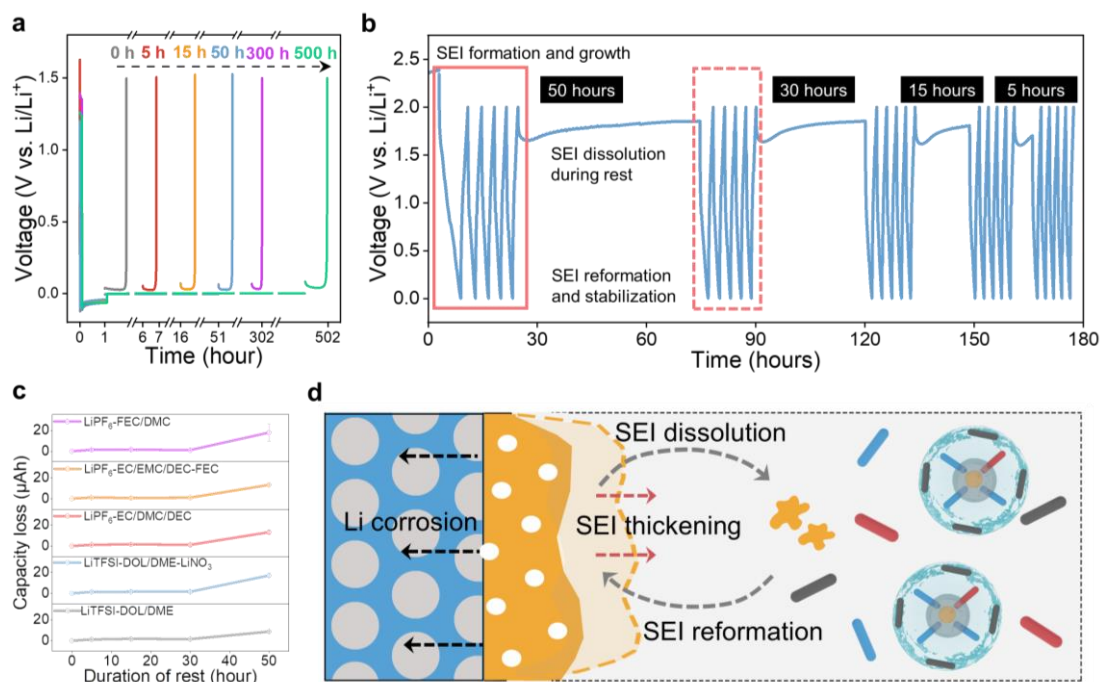 a
0 h 5 h 15 h 50 h 300 h 500 h
Voltage (V vs. Li/Li⁺)
1.5
1.0
0.5
0.0
0 1 6 7 16 51 302 502
Time (hour)
b
SEI formation and growth
50 hours
30 hours
15 hours
5 hours
SEI dissolution
during rest
SEI reformation
and stabilization
Voltage (V vs. Li/Li⁺)
2.5
2.0
1.5
1.0
0.5
0.0
0 30 60 90 120 150 180
Time (hours)
c
Capacity loss (μAh)
20
0
LiPF₆-FEC/DMC
20
0
LiPF₆-EC/EMC/DEC-FEC
20
0
LiPF₆-EC/DMC/DEC
20
0
LiTFSI-DOL/DME-LiNO₃
20
0
LiTFSI-DOL/DME
0 10 20 30 40 50
Duration of rest (hour)
d
SEI dissolution
Li corrosion
SEI thickening
SEI reformation